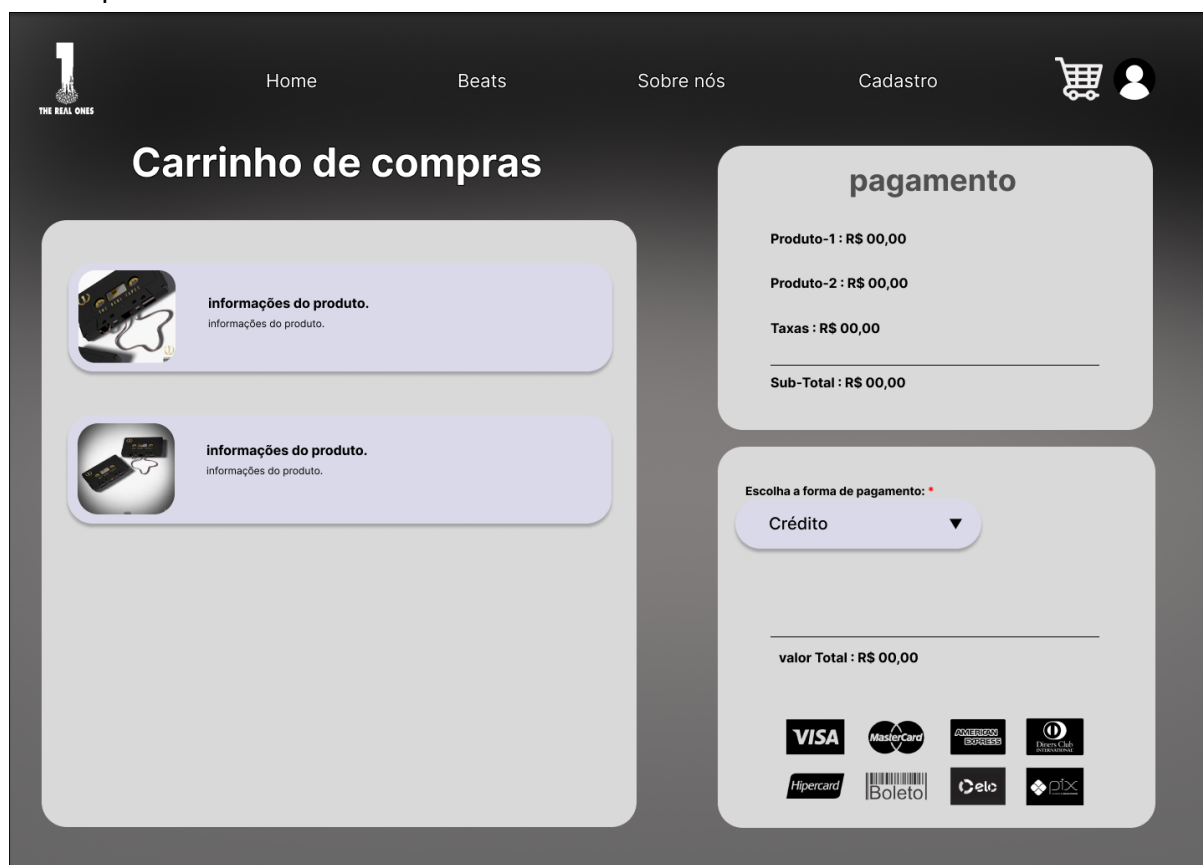 THE REAL ONES
Home
Beats
Sobre nós
Cadastro
Carrinho de compras
informações do produto.
informações do produto.
informações do produto.
informações do produto.
pagamento
Produto-1 : R$ 00,00
Produto-2 : R$ 00,00
Taxas : R$ 00,00
Sub-Total : R$ 00,00
Escolha a forma de pagamento: *
Crédito
valor Total : R$ 00,00
VISA
MasterCard
AMERICAN
EXPRESS
Diners Club
INTERNATIONAL
Hipercard
Boleto
elo
pix